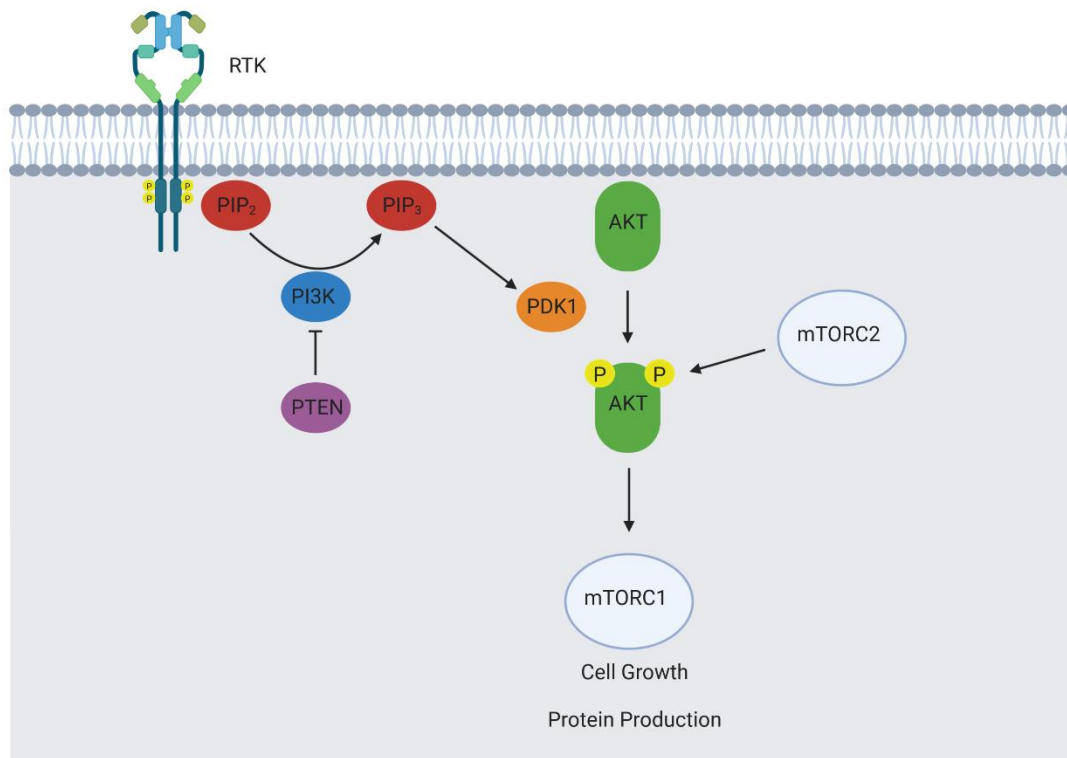 RTK
P P
P P
PIP₂
PIP₃
AKT
PI3K
PDK1
mTORC2
P P
AKT
PTEN
mTORC1
Cell Growth
Protein Production